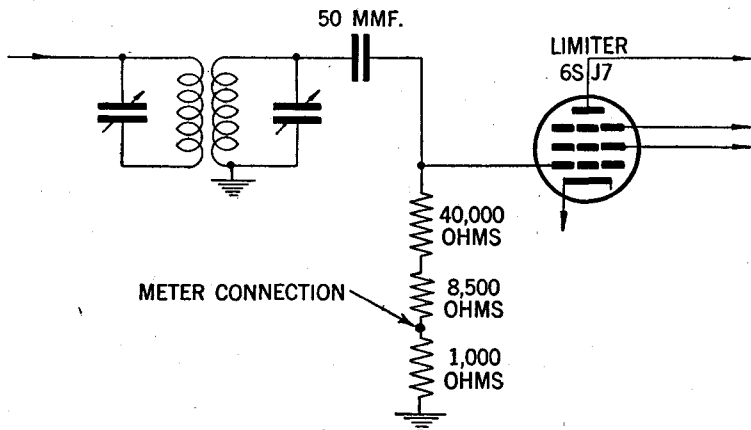 50 MMF.
LIMITER
6SJ7
40,000
OHMS
8,500
OHMS
METER CONNECTION
1,000
OHMS